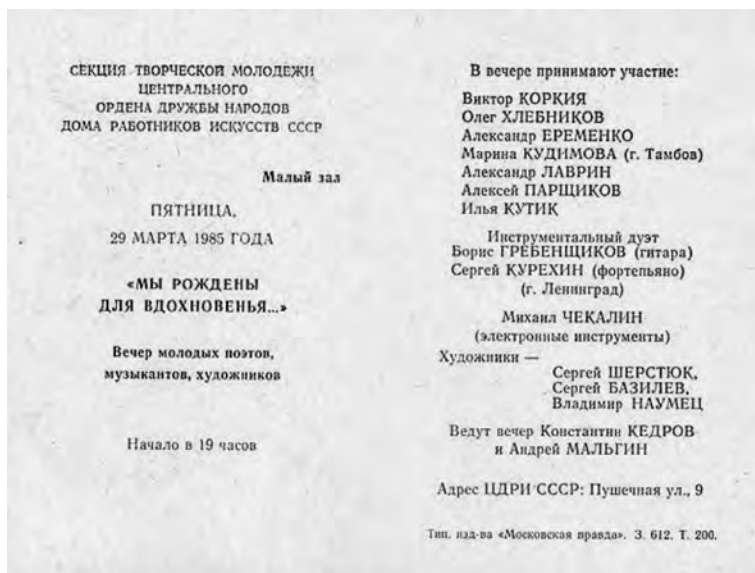 СЕКЦИЯ ТВОРЧЕСКОЙ МОЛОДЕЖИ
ЦЕНТРАЛЬНОГО
ОРДЕНА ДРУЖБЫ НАРОДОВ
ДОМА РАБОТНИКОВ ИСКУССТВ СССР
Малый зал
ПЯТНИЦА,
29 МАРТА 1985 ГОДА
«МЫ РОЖДЕНЫ
ДЛЯ ВДОХНОВЕНЬЯ...»
Вечер молодых поэтов,
музыкантов, художников
Начало в 19 часов
В вечере принимают участие:
Виктор КОРКИЯ
Олег ХЛЕБНИКОВ
Александр ЕРЕМЕНКО
Марина КУДИМОВА (г. Тамбов)
Александр ЛАВРИН
Алексей ПАРЩИКОВ
Илья КУТИК
Инструментальный дуэт
Борис ГРЕБЕНЩИКОВ (гитара)
Сергей КУРЕХИН (фортепьяно)
(г. Ленинград)
Михаил ЧЕКАЛИН
(электронные инструменты)
Художники —
Сергей ШЕРСТЮК,
Сергей БАЗИЛЕВ,
Владимир НАУМЕЦ
Ведут вечер Константин КЕДРОВ
и Андрей МАЛЬГИН
Адрес ЦДРИ СССР: Пушечная ул., 9
Тип. изд-ва «Московская правда». З. 612. Т. 200.